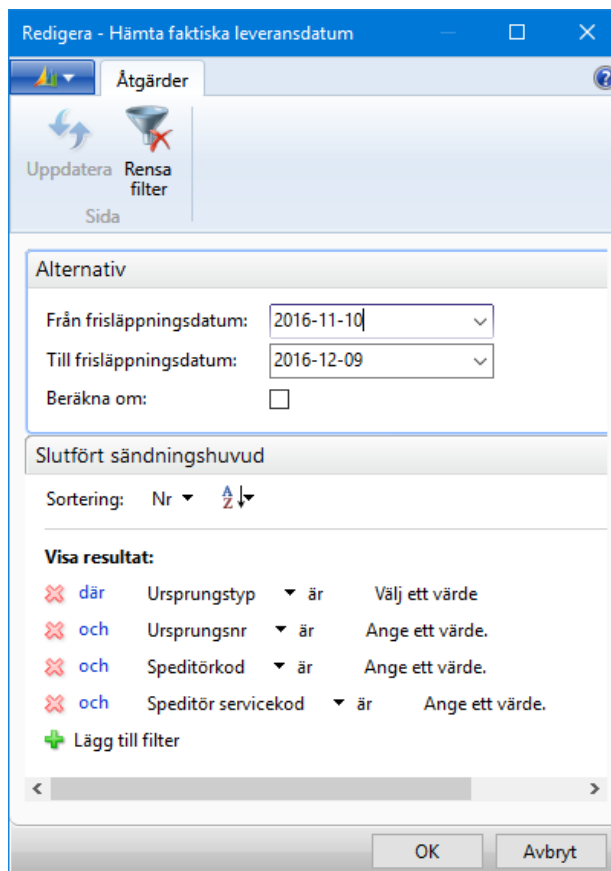 Redigera - Hämta faktiska leveransdatum
Åtgärder
Uppdatera
Rensa filter
Sida
Alternativ
Från frisläppningsdatum: 2016-11-10
Till frisläppningsdatum: 2016-12-09
Beräkna om:
Slutfört sändningshuvud
Sortering: Nr
Visa resultat:
där Ursprungstyp är Välj ett värde
och Ursprungsnr är Ange ett värde.
och Speditörkod är Ange ett värde.
och Speditör servicekod är Ange ett värde.
Lägg till filter
OK Avbryt